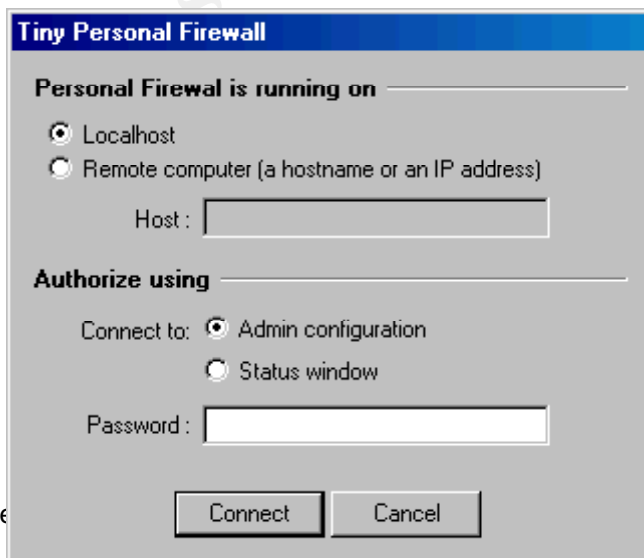 Tiny Personal Firewall
Personal Firewal is running on
Localhost
Remote computer (a hostname or an IP address)
Host :
Authorize using
Connect to: Admin configuration
Status window
Password :
Connect Cancel